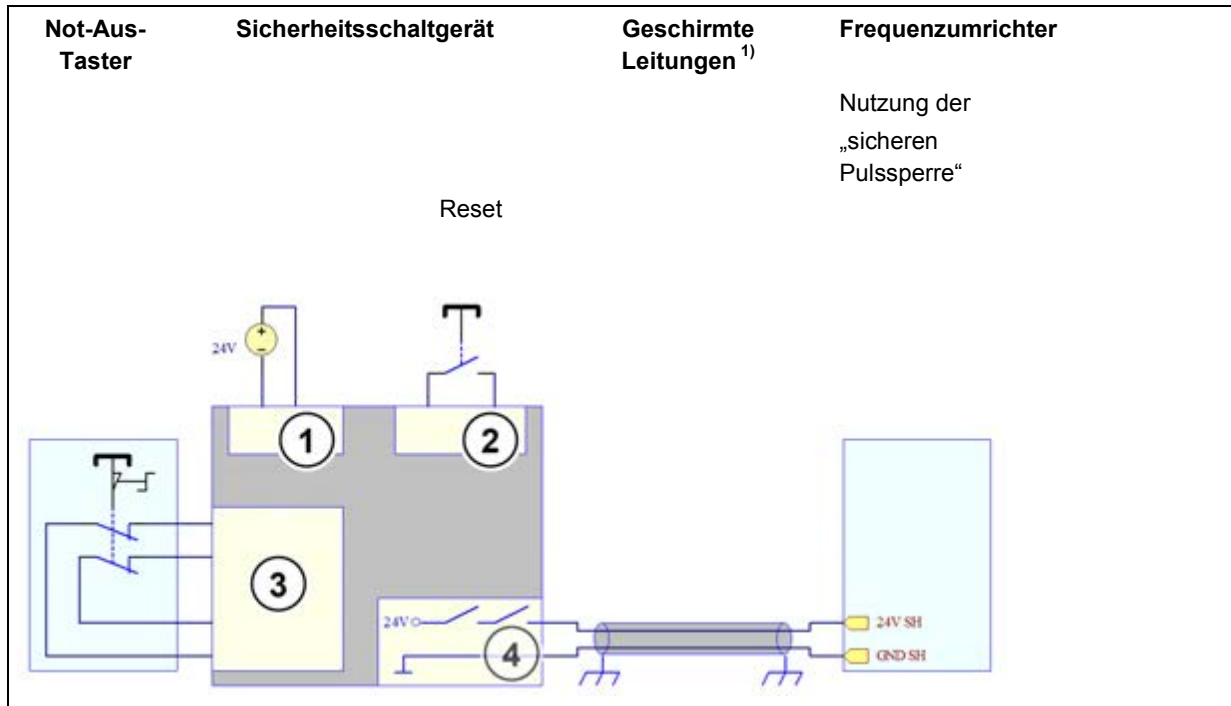 Not-Aus-
Taster
Sicherheitsschaltgerät
Geschirmte
Leitungen 1)
Frequenzumrichter
Nutzung der
„sicheren
Pulssperre“
Reset
24V
1
2
3
24V
4
24V SH
GND SH